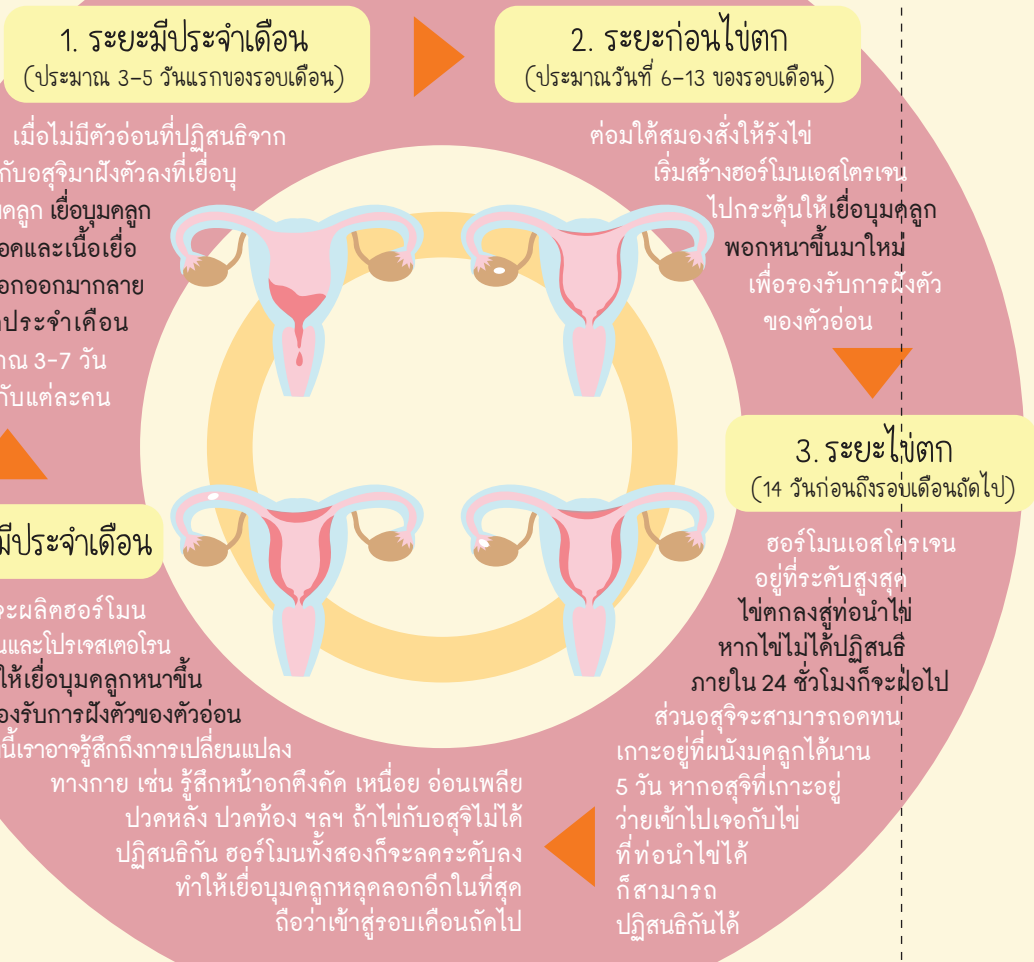 1. ระยะมีประจำเดือน
(ประมาณ 3-5 วันแรกของรอบเดือน)
เมื่อไม่มีตัวอ่อนที่ปฏิสนธิจาก
กับอสุจิมาฝังตัวลงที่เยื่อบุ
มดลูก เยื่อบุมดลูก
และเนื้อเยื่อ
ออกมากลาย
ประจำเดือน
3-7 วัน
กับแต่ละคน
2. ระยะก่อนไข่ตก
(ประมาณวันที่ 6-13 ของรอบเดือน)
ต่อมใต้สมองสั่งให้รังไข่
เริ่มสร้างฮอร์โมนเอสโตรเจน
ไปกระตุ้นให้เยื่อบุมดลูก
พอกหนาขึ้นมาใหม่
เพื่อรองรับการฝังตัว
ของตัวอ่อน
3. ระยะไข่ตก
(14 วันก่อนถึงรอบเดือนถัดไป)
ฮอร์โมนเอสโตรเจน
อยู่ที่ระดับสูงสุด
ไข่ตกลงสู่ท่อนำไข่
หากไข่ไม่ได้ปฏิสนธิ
ภายใน 24 ชั่วโมงก็จะฝ่อไป
ส่วนอสุจิจะสามารถอดทน
เกาะอยู่ที่ผนังมดลูกได้นาน
5 วัน หากอสุจิที่เกาะอยู่
ว่ายเข้าไปเจอกับไข่
ที่ท่อนำไข่ได้
ก็สามารถ
ปฏิสนธิกันได้
มีประจำเดือน
จะผลิตฮอร์โมน
และโปรเจสเตอโรน
ให้เยื่อบุมดลูกหนาขึ้น
รองรับการฝังตัวของตัวอ่อน
นี้เราอาจรู้สึกถึงการเปลี่ยนแปลง
ทางกาย เช่น รู้สึกหน้าอกตึงคัด เหนื่อย อ่อนเพลีย
ปวดหลัง ปวดท้อง ฯลฯ ถ้าไข่กับอสุจิไม่ได้
ปฏิสนธิกัน ฮอร์โมนทั้งสองก็จะลดระดับลง
ทำให้เยื่อบุมดลูกหลุดลอกอีกในที่สุด
ถือว่าเข้าสู่รอบเดือนถัดไป